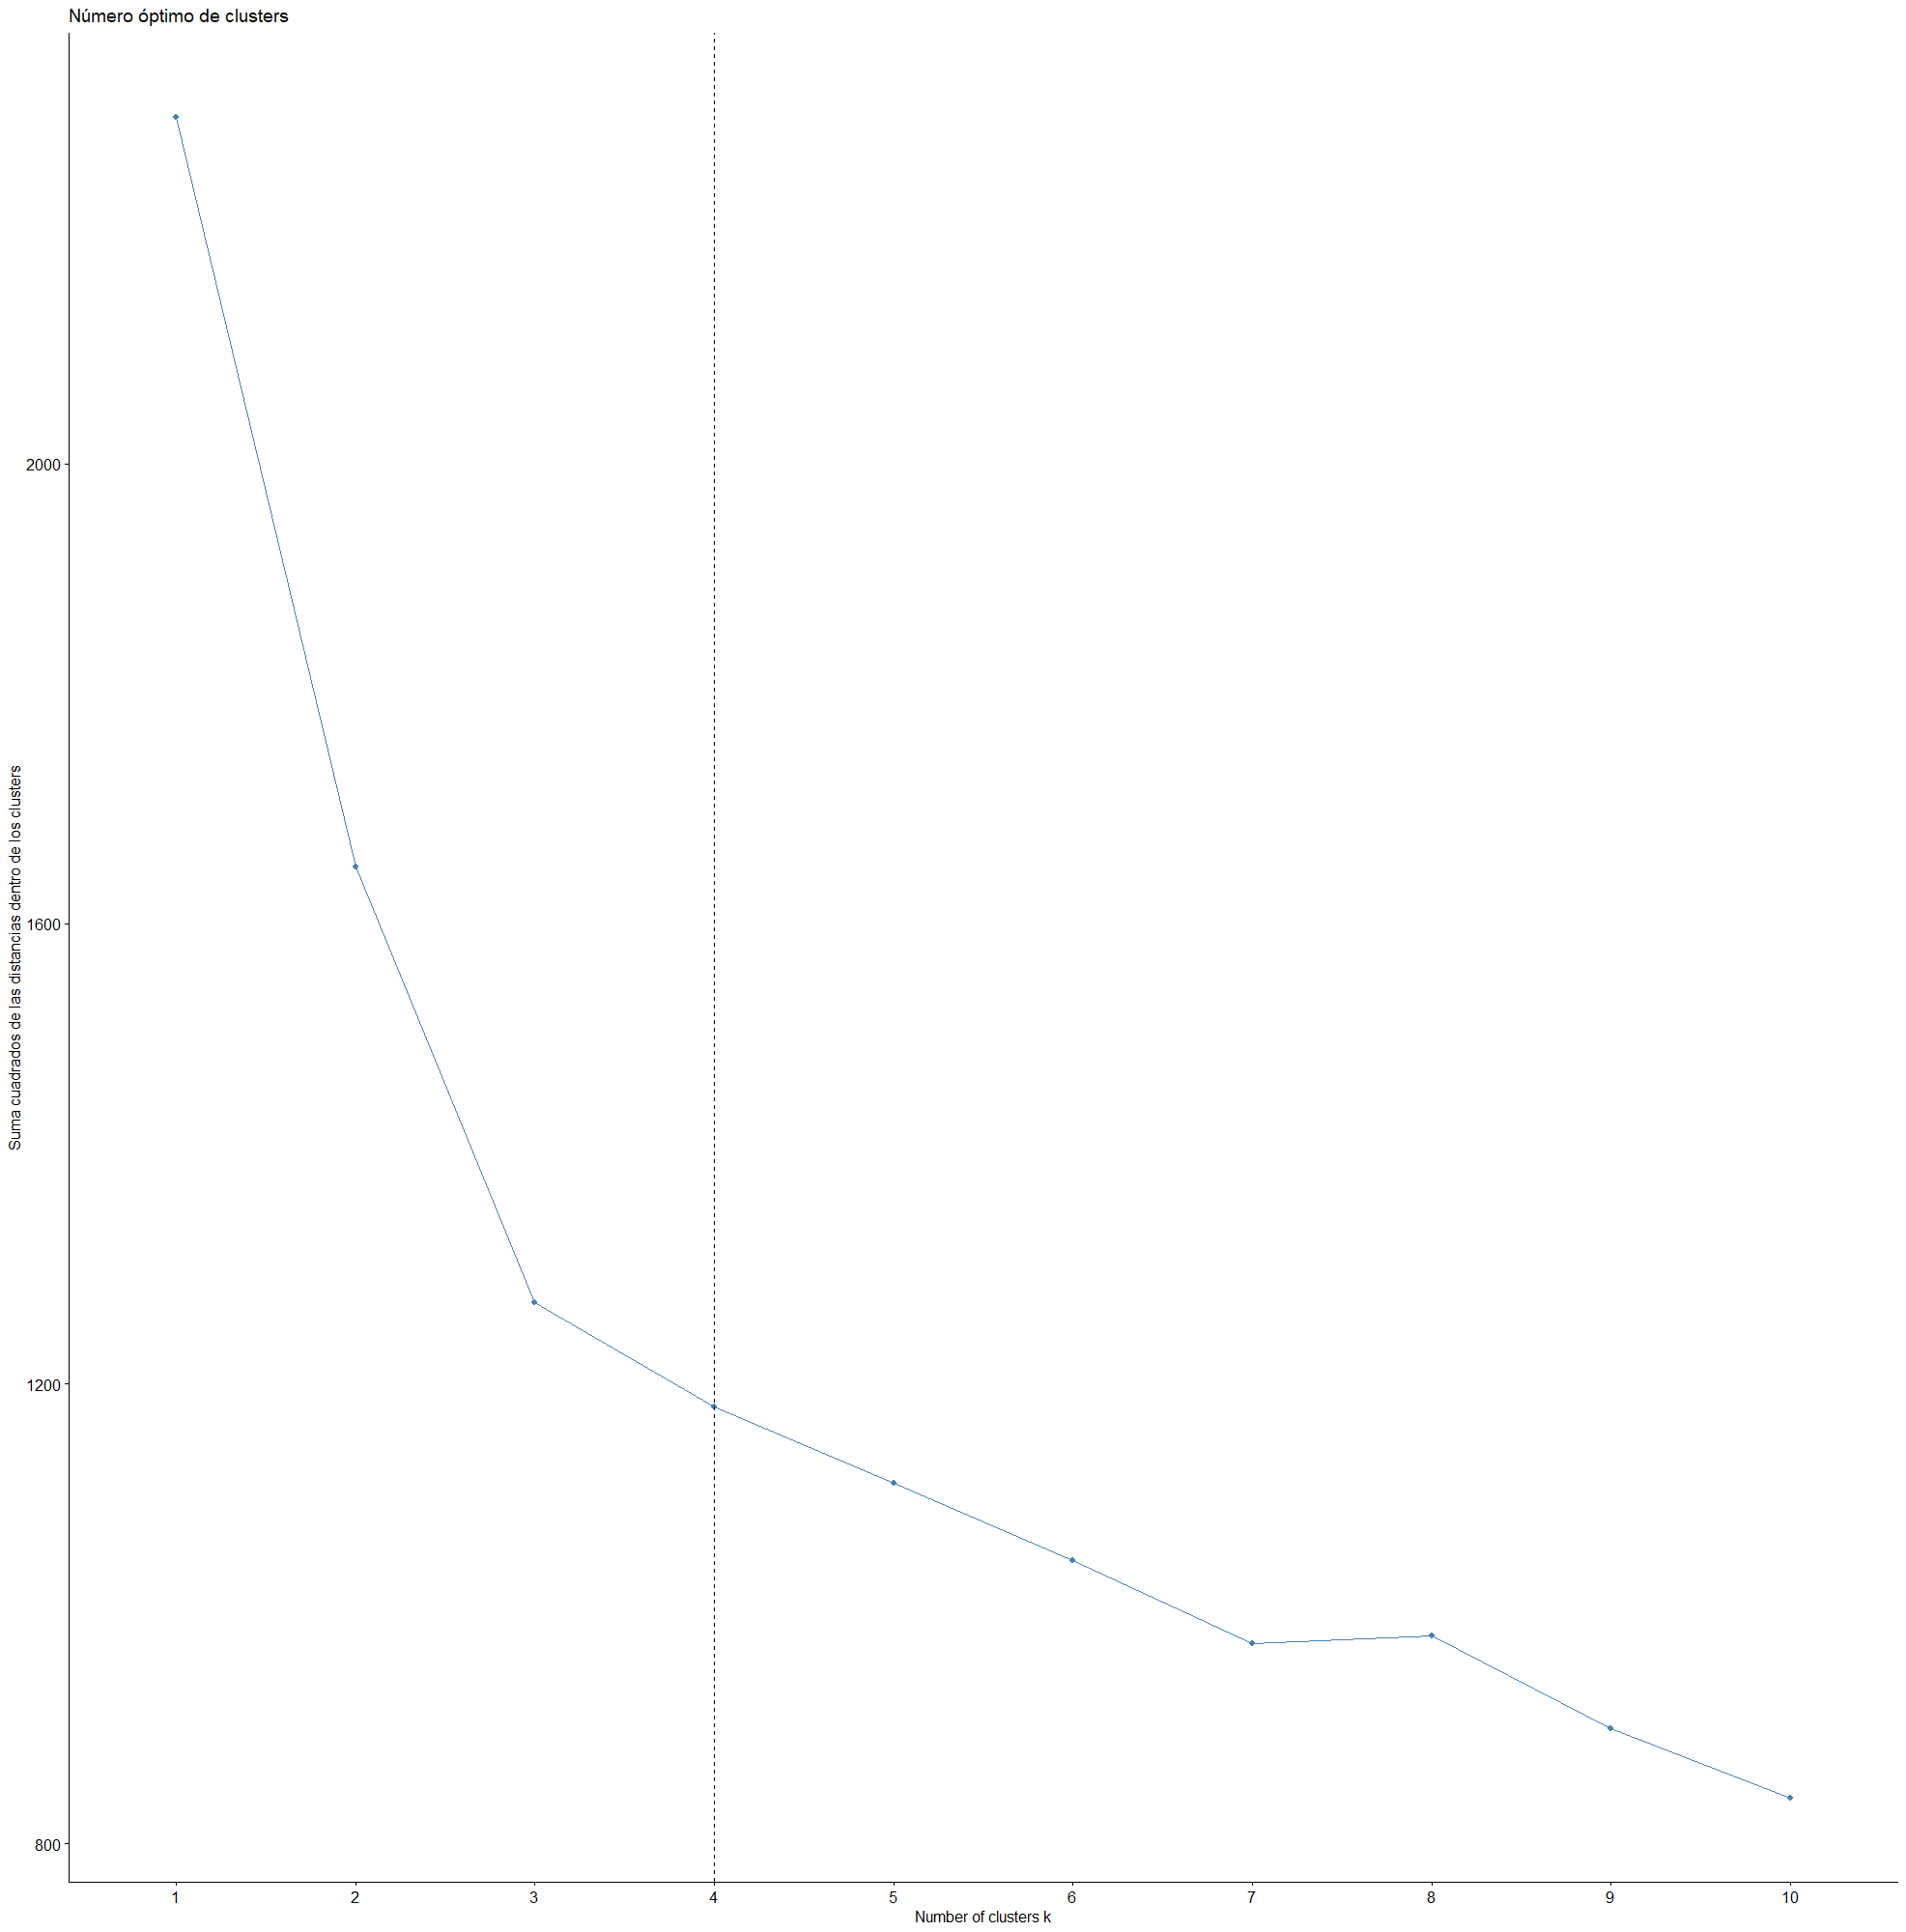 Número óptimo de clusters
Suma cuadrados de las distancias dentro de los clusters
2000
1600
1200
800
1 2 3 4 5 6 7 8 9 10
Number of clusters k